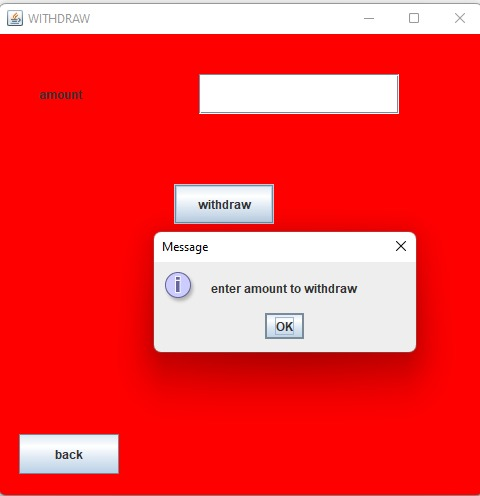 WITHDRAW
amount
withdraw
Message
i
enter amount to withdraw
OK
back